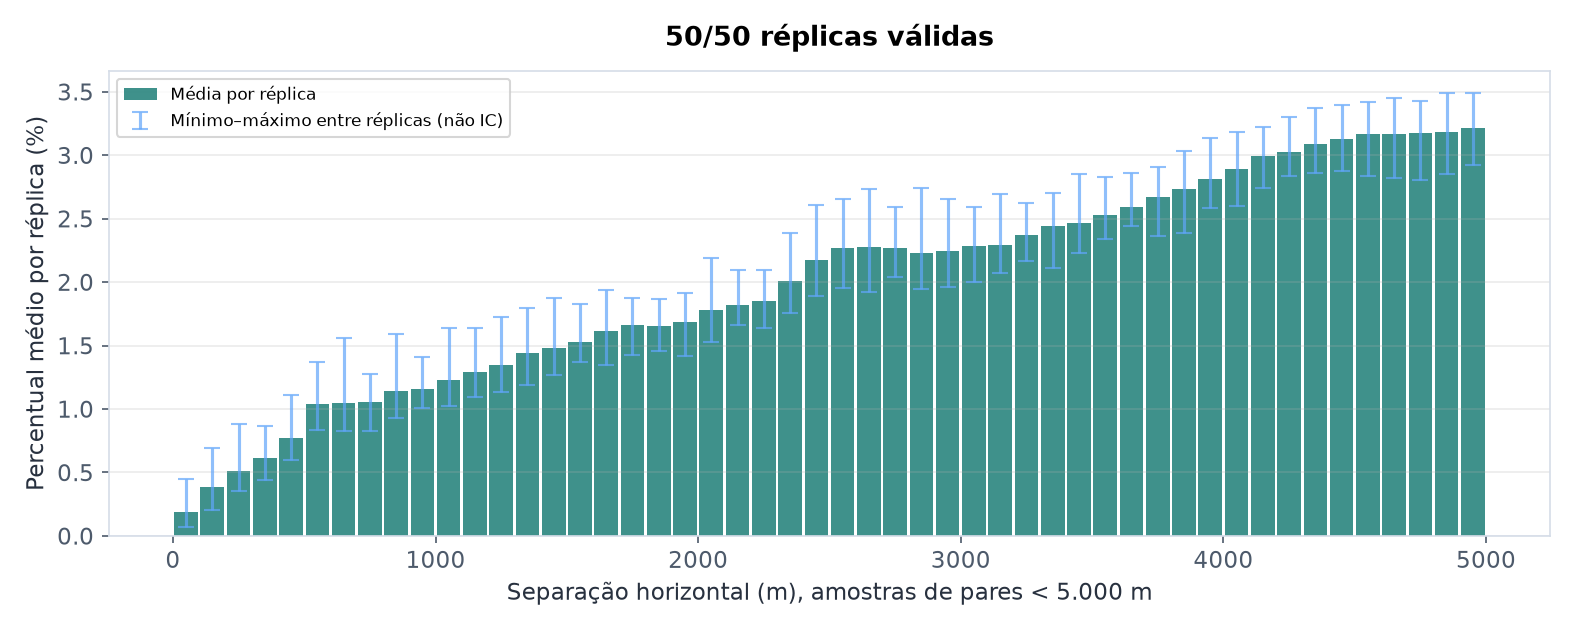 50/50 réplicas válidas
Média por réplica
Mínimo–máximo entre réplicas (não IC)
Percentual médio por réplica (%)
3.5
3.0
2.5
2.0
1.5
1.0
0.5
0.0
0 1000 2000 3000 4000 5000
Separação horizontal (m), amostras de pares < 5.000 m